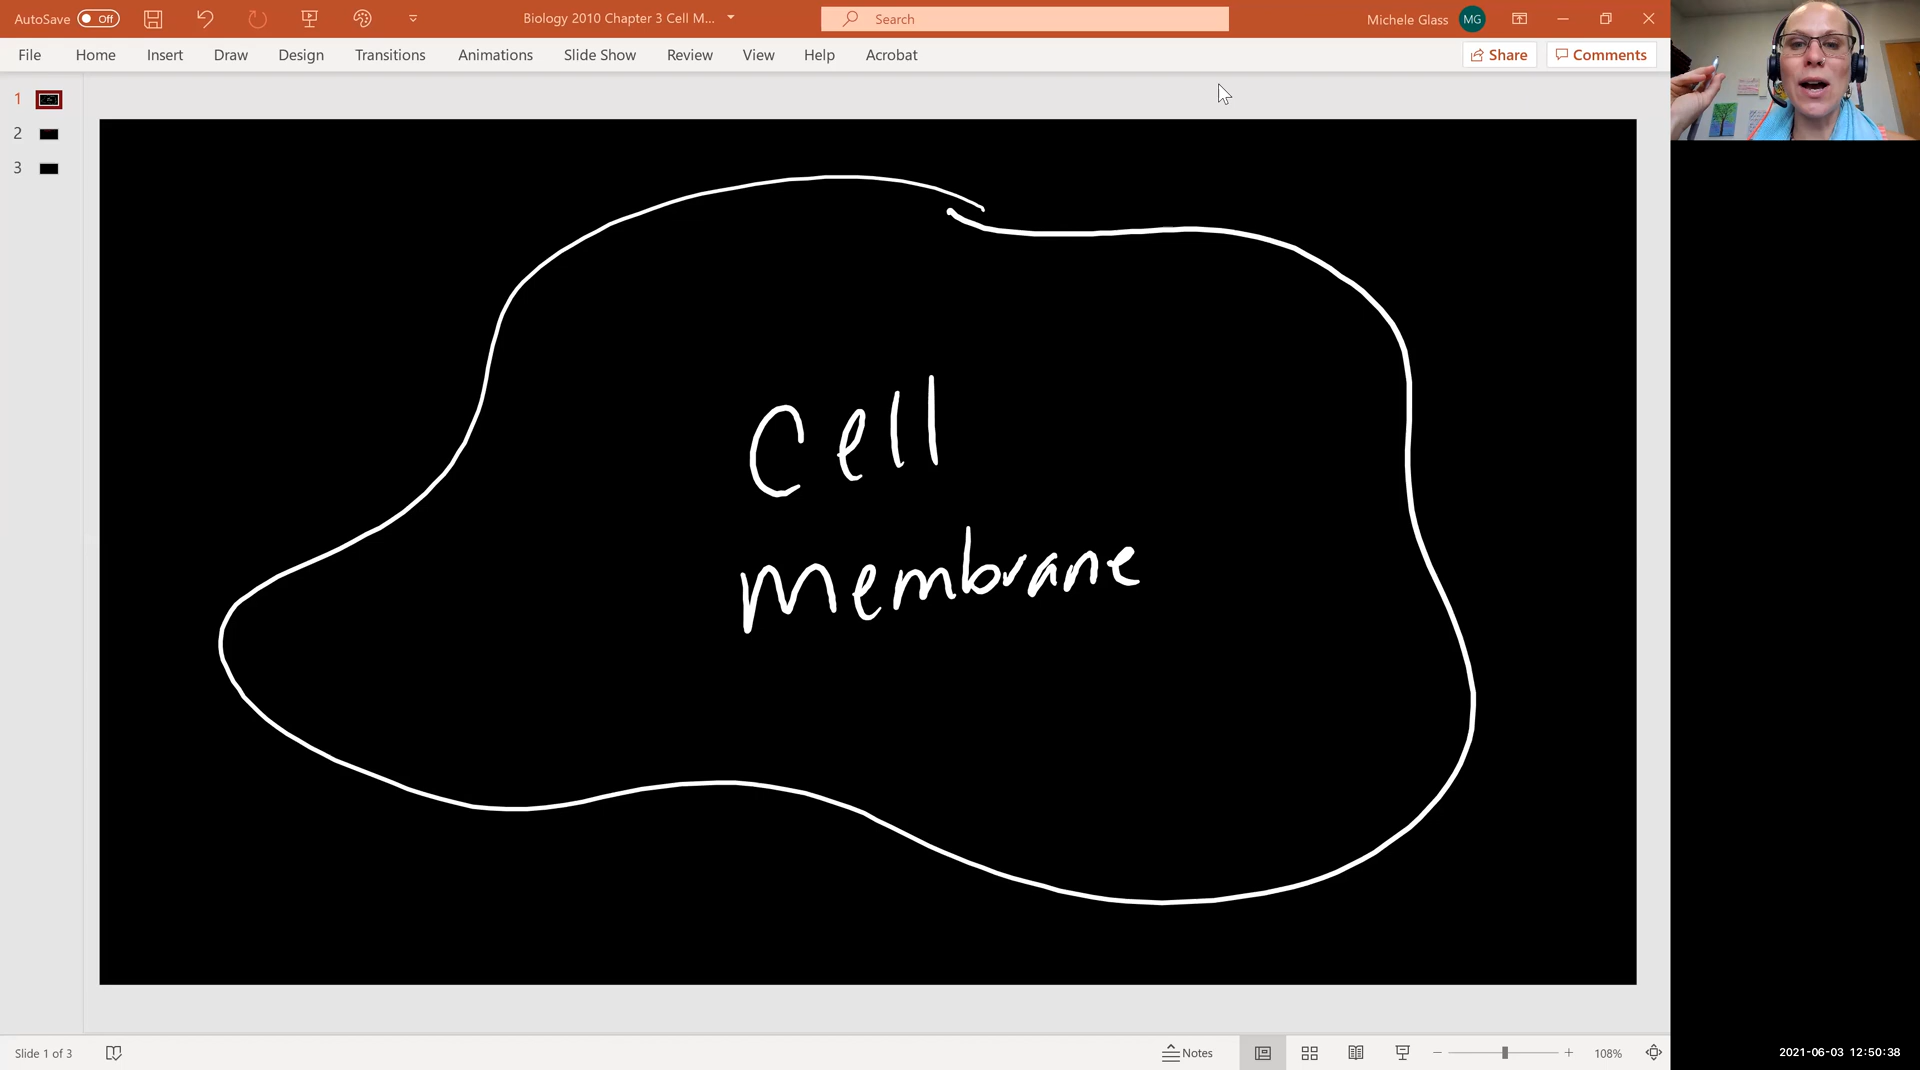 AutoSave Off Biology 2010 Chapter 3 Cell M... Search Michele Glass MG
File Home Insert Draw Design Transitions Animations Slide Show Review View Help Acrobat Share Comments
1
2
3
Cell
membrane
Slide 1 of 3 Notes 108%
2021-06-03 12:50:38